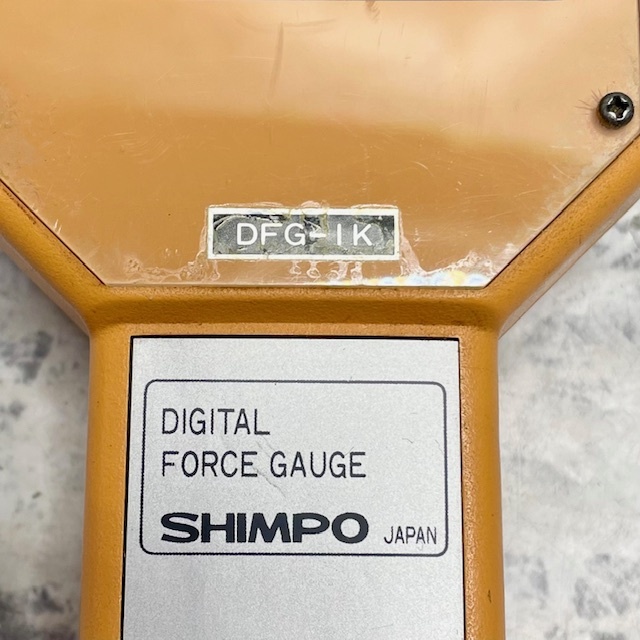 DFG-1K
DIGITAL
FORCE GAUGE
SHIMPO JAPAN